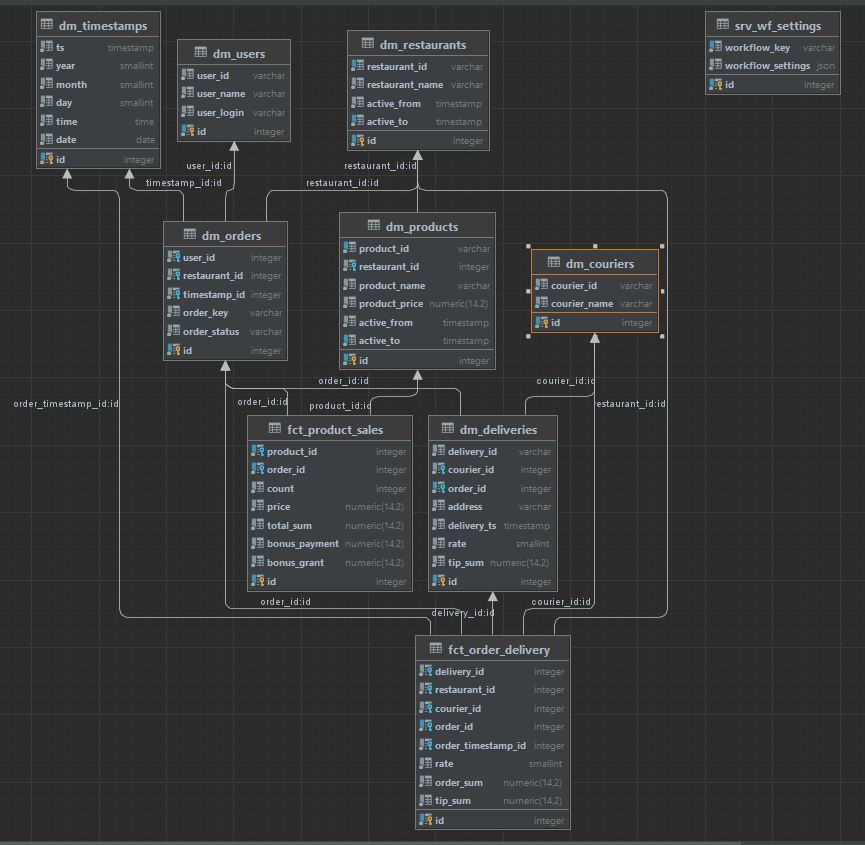 dm_timestamps
ts timestamp
year smallint
month smallint
day smallint
time time
date date
id integer
dm_users
user_id varchar
user_name varchar
user_login varchar
id integer
dm_restaurants
restaurant_id varchar
restaurant_name varchar
active_from timestamp
active_to timestamp
id integer
srv_wf_settings
workflow_key varchar
workflow_settings json
id integer
user_id:id
restaurant_id:id
timestamp_id:id
restaurant_id:id
dm_orders
user_id integer
restaurant_id integer
timestamp_id integer
order_key varchar
order_status varchar
id integer
dm_products
product_id varchar
restaurant_id integer
product_name varchar
product_price numeric(14,2)
active_from timestamp
active_to timestamp
id integer
dm_couriers
courier_id varchar
courier_name varchar
id integer
order_id:id
courier_id:id
order_timestamp_id:id
order_id:id
product_id:id
restaurant_id:id
fct_product_sales
product_id integer
order_id integer
count integer
price numeric(14,2)
total_sum numeric(14,2)
bonus_payment numeric(14,2)
bonus_grant numeric(14,2)
id integer
dm_deliveries
delivery_id varchar
courier_id integer
order_id integer
address varchar
delivery_ts timestamp
rate smallint
tip_sum numeric(14,2)
id integer
order_id:id
delivery_id:id
courier_id:id
fct_order_delivery
delivery_id integer
restaurant_id integer
courier_id integer
order_id integer
order_timestamp_id integer
rate smallint
order_sum numeric(14,2)
tip_sum numeric(14,2)
id integer